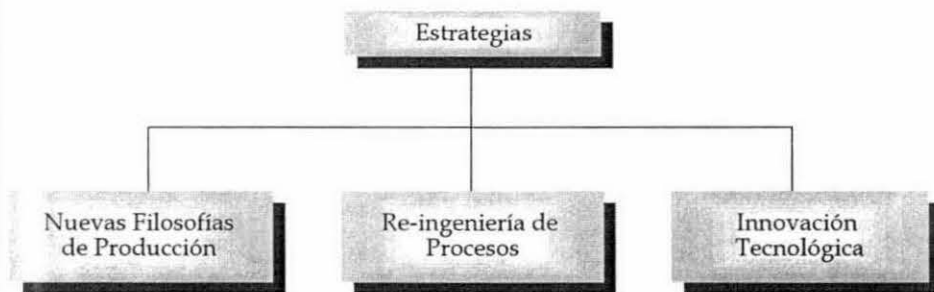 Estrategias
Nuevas Filosofías
de Producción
Re-ingeniería de
Procesos
Innovación
Tecnológica